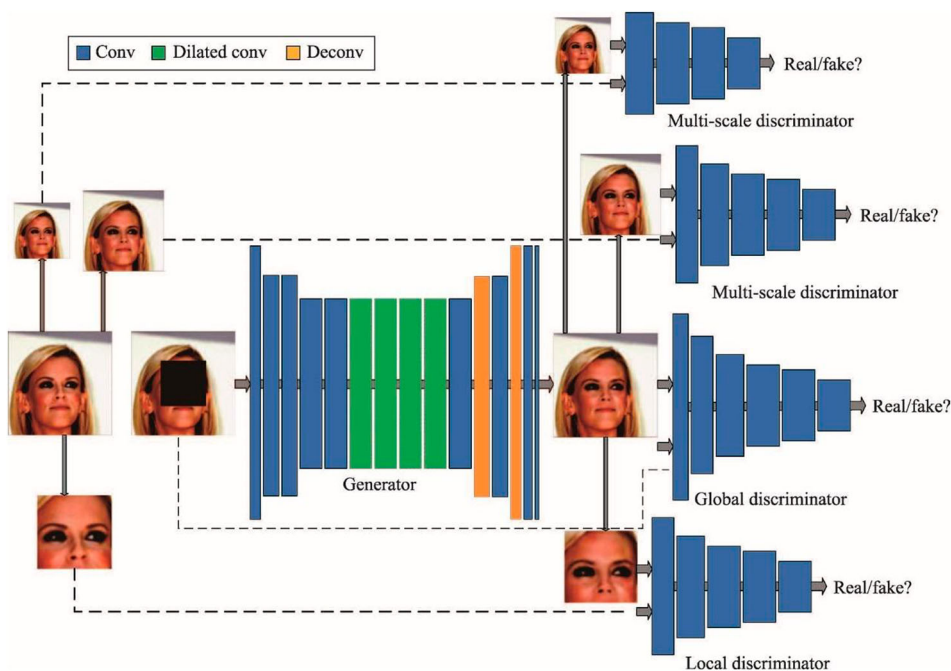 Conv
Dilated conv
Deconv
Real/fake?
Multi-scale discriminator
Real/fake?
Multi-scale discriminator
Real/fake?
Generator
Global discriminator
Real/fake?
Local discriminator